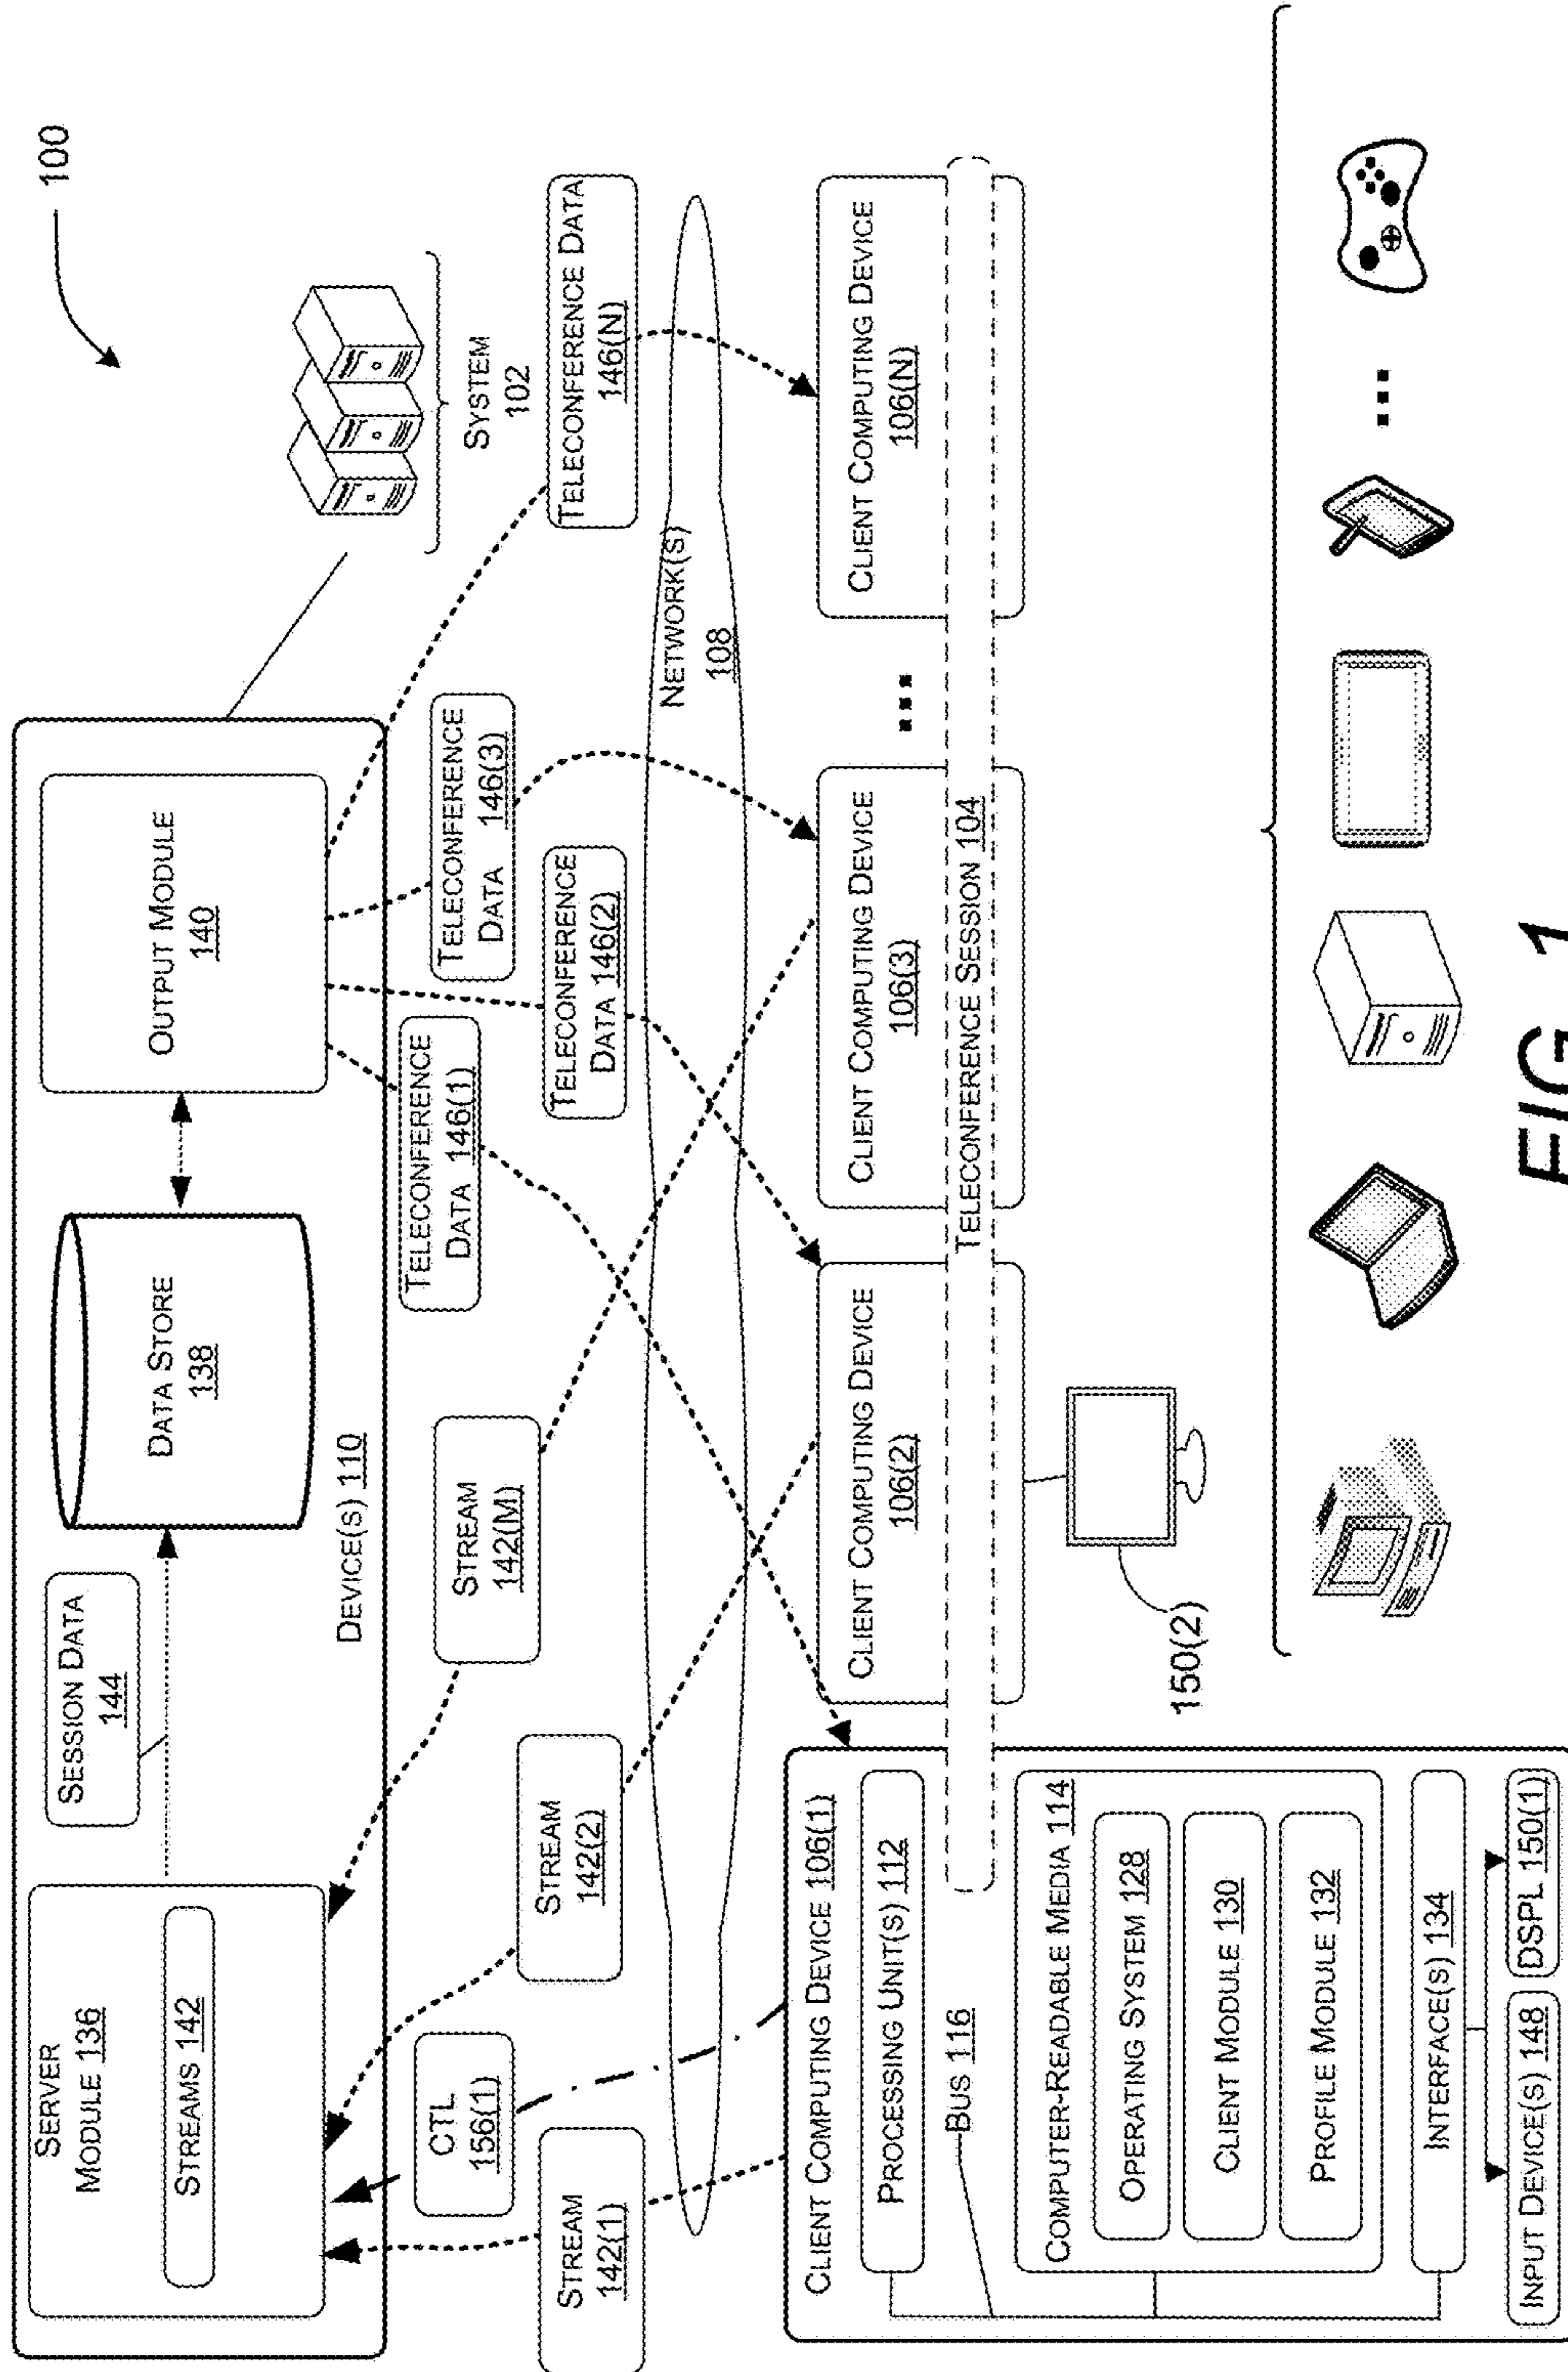 100
SERVER
MODULE 136
STREAMS 142
SESSION DATA
144
DATA STORE
138
OUTPUT MODULE
140
DEVICE(S) 110
SYSTEM
102
CTL
156(1)
STREAM
142(1)
STREAM
142(2)
STREAM
142(M)
TELECONFERENCE
DATA 146(1)
TELECONFERENCE
DATA 146(2)
TELECONFERENCE
DATA 146(3)
TELECONFERENCE DATA
146(N)
NETWORK(S)
108
CLIENT COMPUTING DEVICE 106(1)
PROCESSING UNIT(S) 112
BUS 116
COMPUTER-READABLE MEDIA 114
OPERATING SYSTEM 128
CLIENT MODULE 130
PROFILE MODULE 132
INTERFACE(S) 134
INPUT DEVICE(S) 148
DSPL 150(1)
CLIENT COMPUTING DEVICE
106(2)
CLIENT COMPUTING DEVICE
106(3)
...
CLIENT COMPUTING DEVICE
106(N)
TELECONFERENCE SESSION 104
150(2)
...
FIG. 1